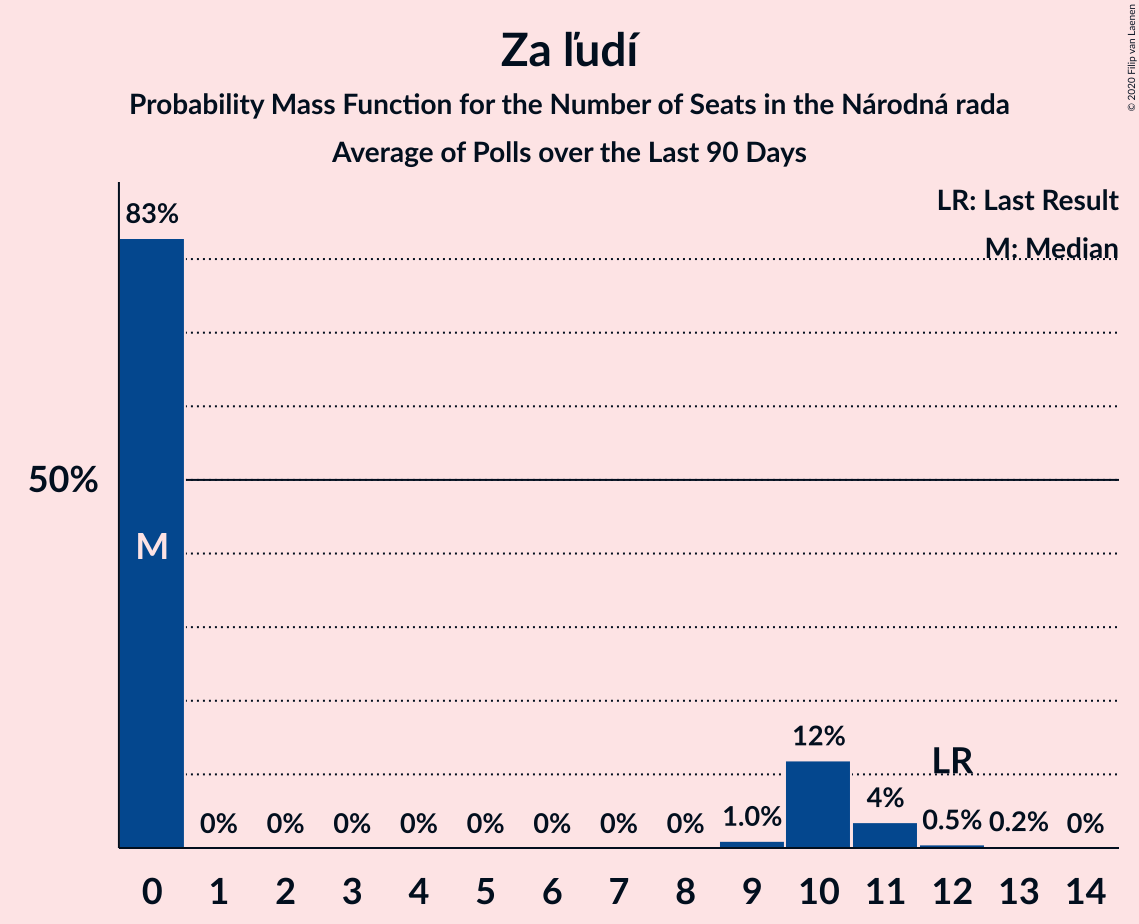 Za ľudí
Probability Mass Function for the Number of Seats in the Národná rada
Average of Polls over the Last 90 Days
© 2020 Filip van Laenen
LR: Last Result
M: Median
83%
50%
M
0% 0% 0% 0% 0% 0% 0% 0% 1.0% 12% 4% 0.5% 0.2% 0%
LR
0 1 2 3 4 5 6 7 8 9 10 11 12 13 14